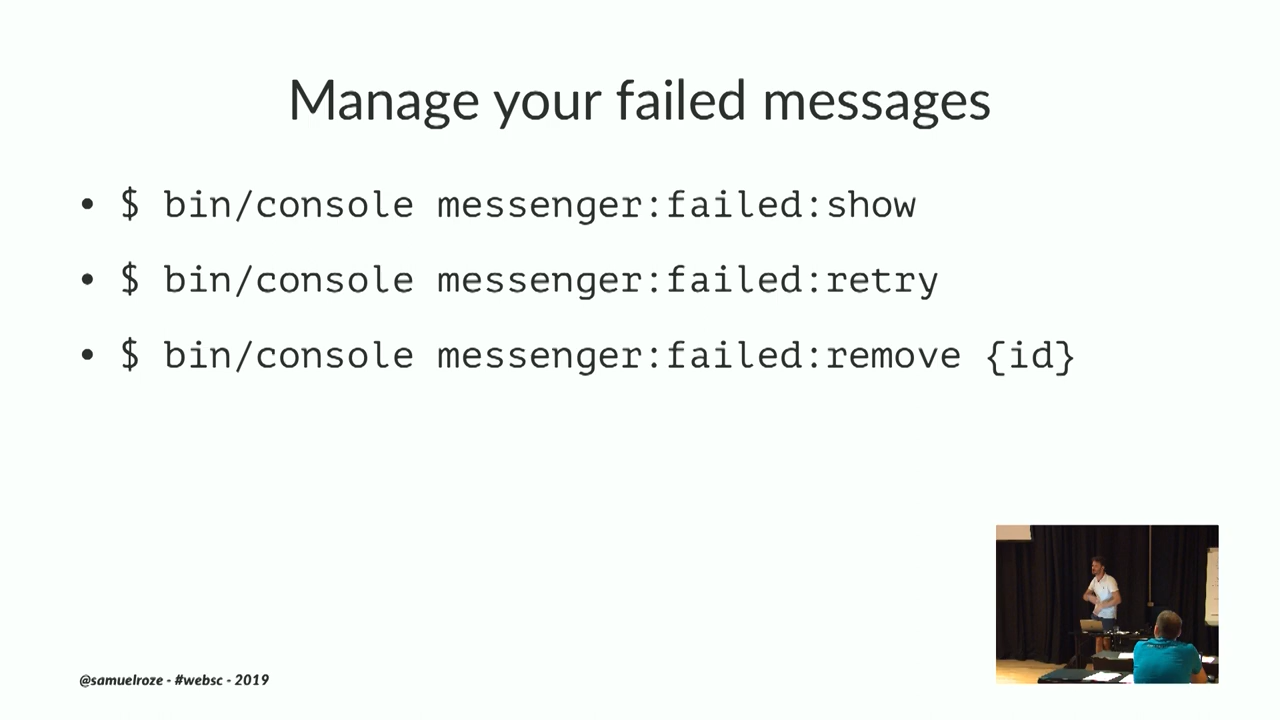 Manage your failed messages
• $ bin/console messenger:failed:show
• $ bin/console messenger:failed:retry
• $ bin/console messenger:failed:remove {id}
@samuelroze - #websc - 2019